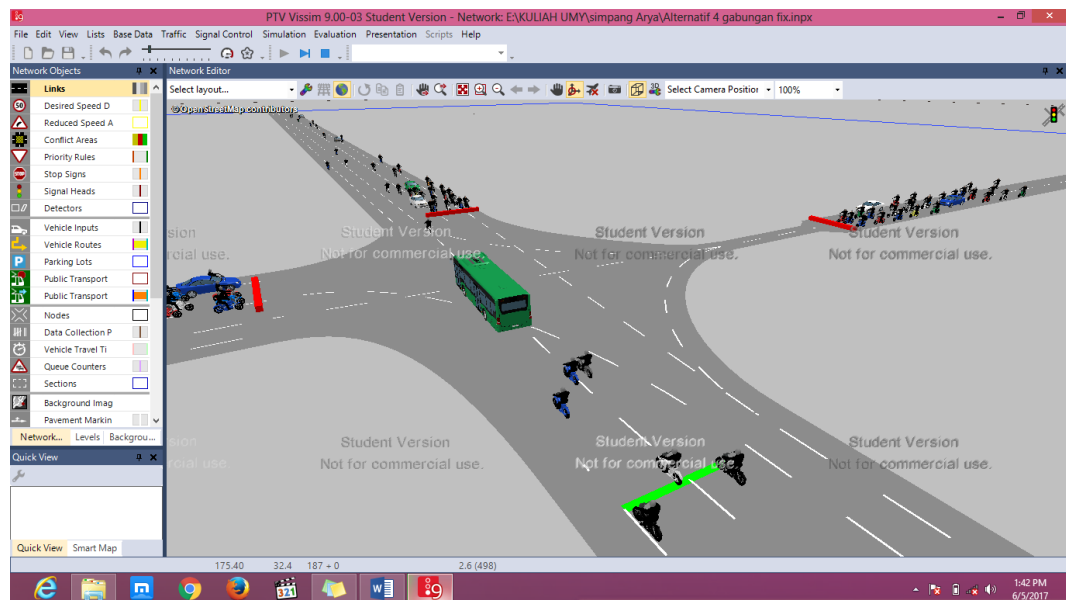 PTV Vissim 9.00-03 Student Version - Network: E:\KULIAH UMY\simpang Arya\Alternatif 4 gabungan fix.inpx
File Edit View Lists Base Data Traffic Signal Control Simulation Evaluation Presentation Scripts Help
Network Objects
Network Editor
Links
Select layout...
Select Camera Position
100%
Desired Speed D
© OpenStreetMap contributors
Reduced Speed A
Conflict Areas
Priority Rules
Stop Signs
Signal Heads
Detectors
Vehicle Inputs
sion Student Version Student Version Student Version
Vehicle Routes
rcial use. Not for commercial use. Not for commercial use. Not for commercial use.
Parking Lots
Public Transport
Public Transport
Nodes
Data Collection P
Vehicle Travel Ti
Queue Counters
Sections
Background Imag
Pavement Markin
Network... Levels Backgrou...
sion Student Version Student Version Student Version
Quick View
rcial use. Not for commercial use. Not for commercial use. Not for commercial use.
Quick View Smart Map
175.40 32.4 187 + 0 2.6 (498)
321
1:42 PM
6/5/2017